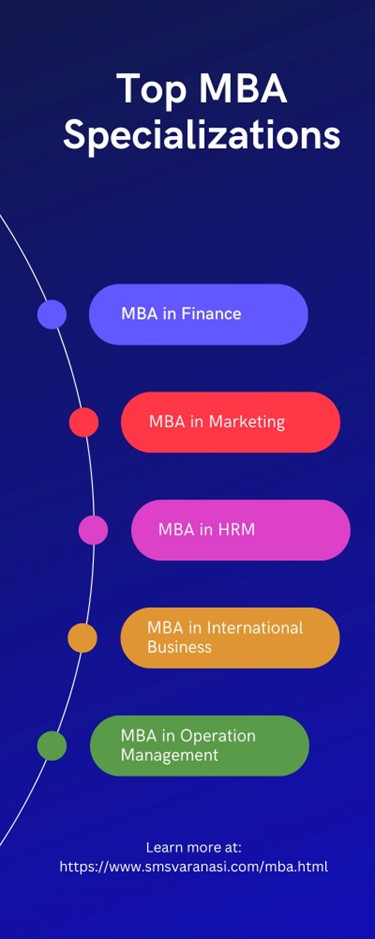 Top MBA
Specializations
MBA in Finance
MBA in Marketing
MBA in HRM
MBA in International
Business
MBA in Operation
Management
Learn more at:
https://www.smsvaranasi.com/mba.html